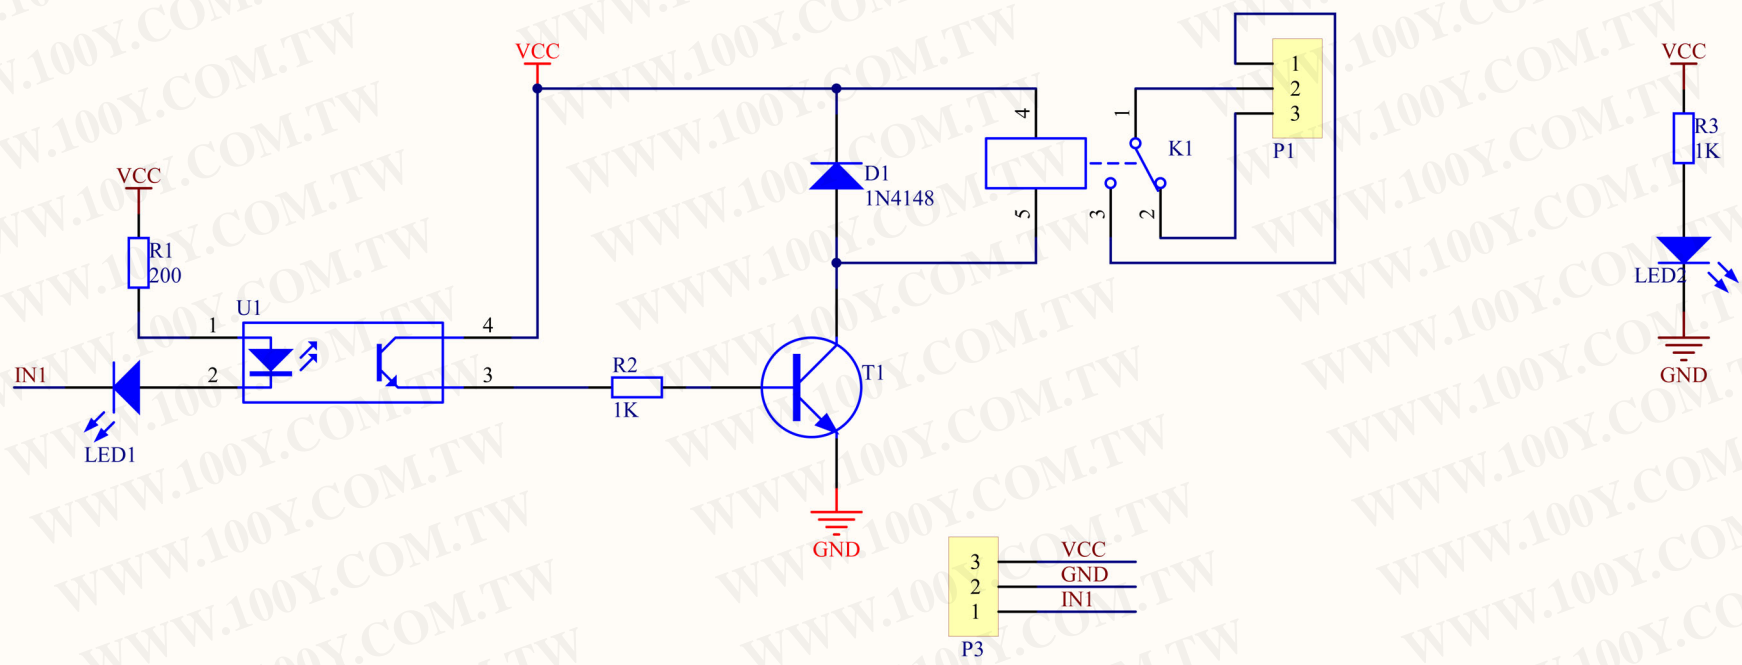 VCC
VCC
R1
200
U1
1
2
4
3
IN1
LED1
R2
1K
T1
GND
D1
1N4148
4
5
K1
1
3
2
1
2
3
P1
VCC
R3
1K
LED2
GND
3
2
1
VCC
GND
IN1
P3
WWW.100Y.COM.TW